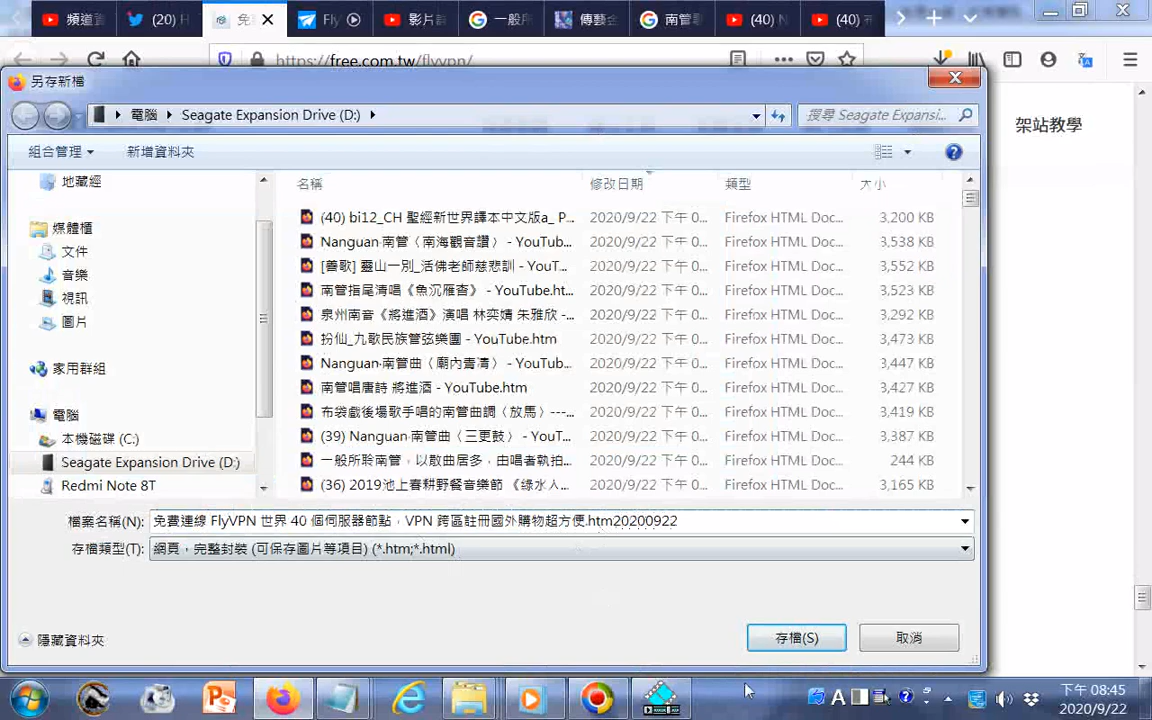 頻道
(20) H
免
Fly
影片
一般所
傳藝
南管
(40) N
(40) 
https://free.com.tw/flyvpn/
另存新檔
電腦 Seagate Expansion Drive (D:)
搜尋 Seagate Expansi...
組合管理 新增資料夾
架站教學
名稱 修改日期 類型 大小
地藏經
媒體櫃
文件
音樂
視訊
圖片
家用群組
電腦
本機磁碟 (C:)
Seagate Expansion Drive (D:)
Redmi Note 8T
(40) bi12_CH 聖經新世界譯本中文版a_ P... 2020/9/22 下午 0... Firefox HTML Doc... 3,200 KB
Nanguan·南管〈南海觀音讚〉 - YouTub... 2020/9/22 下午 0... Firefox HTML Doc... 3,538 KB
[善歌] 靈山一別_活佛老師慈悲訓 - YouT... 2020/9/22 下午 0... Firefox HTML Doc... 3,552 KB
南管指尾清唱《魚沉雁杳》 - YouTube.ht... 2020/9/22 下午 0... Firefox HTML Doc... 3,523 KB
泉州南音《將進酒》演唱 林奕嬌 朱雅欣 - ... 2020/9/22 下午 0... Firefox HTML Doc... 3,292 KB
扮仙_九歌民族管弦樂團 - YouTube.htm 2020/9/22 下午 0... Firefox HTML Doc... 3,473 KB
Nanguan·南管曲〈廟內青凊〉 - YouTub... 2020/9/22 下午 0... Firefox HTML Doc... 3,447 KB
南管唱唐詩 將進酒 - YouTube.htm 2020/9/22 下午 0... Firefox HTML Doc... 3,427 KB
布袋戲後場歌手唱的南管曲調〈放馬〉---... 2020/9/22 下午 0... Firefox HTML Doc... 3,419 KB
(39) Nanguan·南管曲〈三更鼓〉 - YouT... 2020/9/22 下午 0... Firefox HTML Doc... 3,387 KB
一般所聆南管，以散曲居多，由唱者執拍... 2020/9/22 下午 0... Firefox HTML Doc... 244 KB
(36) 2019池上春耕野餐音樂節 《綠水人... 2020/9/22 下午 0... Firefox HTML Doc... 3,165 KB
檔案名稱(N): 免費連線 FlyVPN 世界 40 個伺服器節點，VPN 跨區註冊國外購物超方便.htm20200922
存檔類型(T): 網頁，完整封裝 (可保存圖片等項目) (*.htm;*.html)
隱藏資料夾 存檔(S) 取消
下午 08:45
2020/9/22